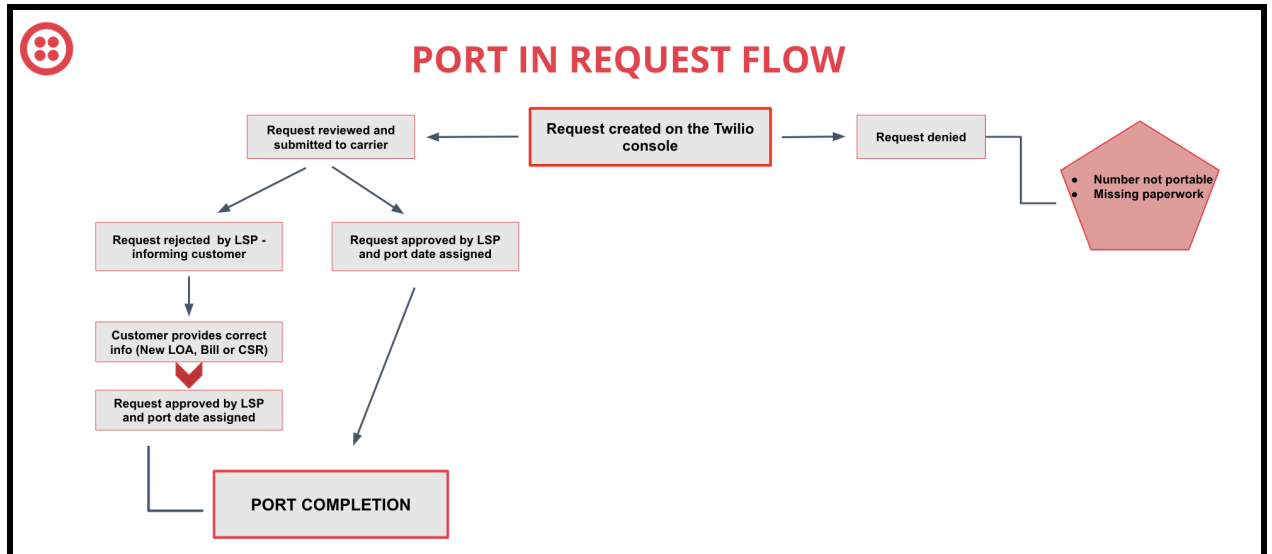 PORT IN REQUEST FLOW
Request created on the Twilio
console
Request reviewed and
submitted to carrier
Request denied
● Number not portable
● Missing paperwork
Request rejected by LSP -
informing customer
Request approved by LSP
and port date assigned
Customer provides correct
info (New LOA, Bill or CSR)
Request approved by LSP
and port date assigned
PORT COMPLETION